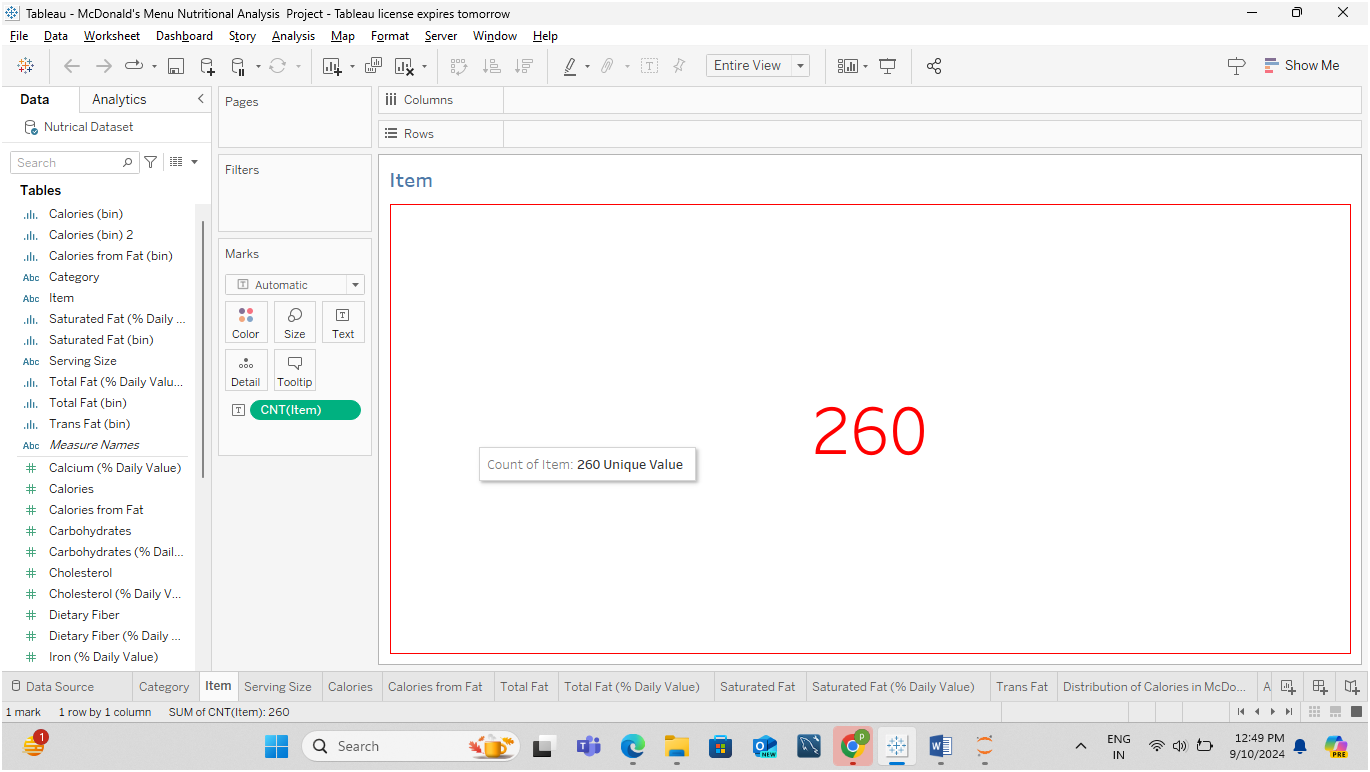 Tableau - McDonald's Menu Nutritional Analysis Project - Tableau license expires tomorrow
File Data Worksheet Dashboard Story Analysis Map Format Server Window Help
Entire View
Show Me
Data Analytics
Nutrical Dataset
Search
Tables
Calories (bin)
Calories (bin) 2
Calories from Fat (bin)
Abc Category
Abc Item
Saturated Fat (% Daily ...
Saturated Fat (bin)
Abc Serving Size
Total Fat (% Daily Valu...
Total Fat (bin)
Trans Fat (bin)
Abc Measure Names
Calcium (% Daily Value)
Calories
Calories from Fat
Carbohydrates
Carbohydrates (% Dail...
Cholesterol
Cholesterol (% Daily V...
Dietary Fiber
Dietary Fiber (% Daily ...
Iron (% Daily Value)
Pages
Filters
Marks
Automatic
Color Size Text
Detail Tooltip
CNT(Item)
Columns
Rows
Item
260
Count of Item: 260 Unique Value
Data Source Category Item Serving Size Calories Calories from Fat Total Fat Total Fat (% Daily Value) Saturated Fat Saturated Fat (% Daily Value) Trans Fat Distribution of Calories in McDo... A
1 mark 1 row by 1 column SUM of CNT(Item): 260
1
Search
NEW
P
ENG
IN
12:49 PM
9/10/2024
PRE